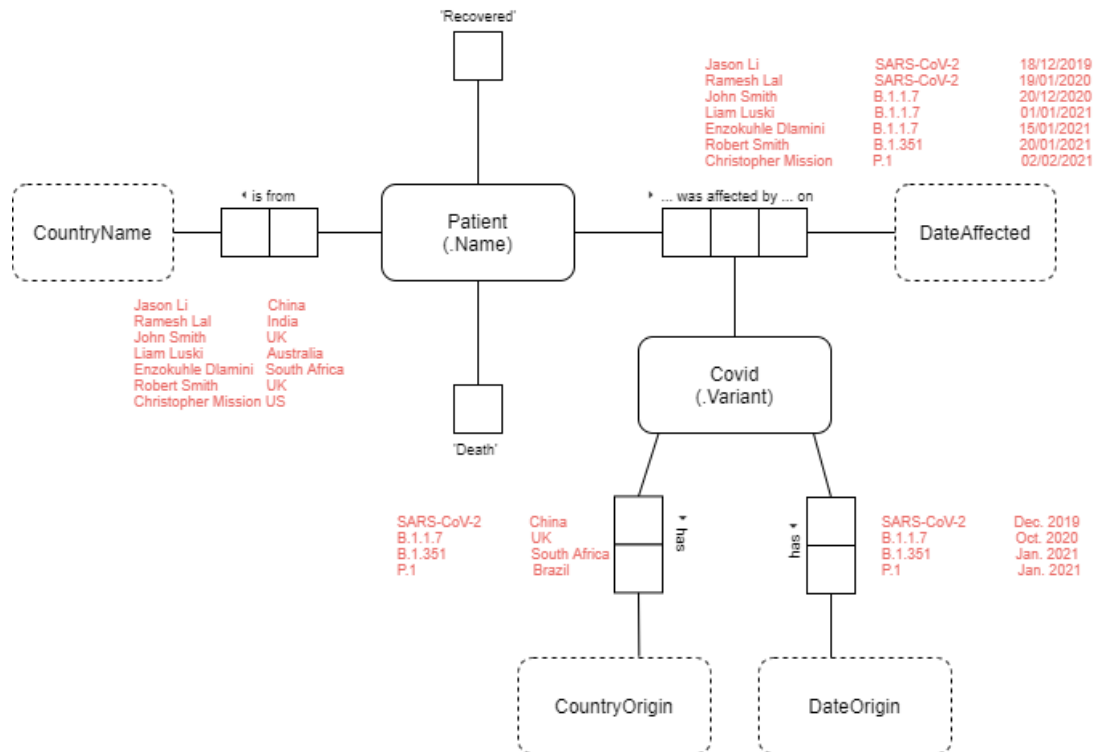 'Recovered'
Jason Li SARS-CoV-2 18/12/2019
Ramesh Lal SARS-CoV-2 19/01/2020
John Smith B.1.1.7 20/12/2020
Liam Luski B.1.1.7 01/01/2021
Enzokuhle Dlamini B.1.1.7 15/01/2021
Robert Smith B.1.351 20/01/2021
Christopher Mission P.1 02/02/2021
is from
... was affected by ... on
CountryName
Patient
(.Name)
DateAffected
Jason Li China
Ramesh Lal India
John Smith UK
Liam Luski Australia
Enzokuhle Dlamini South Africa
Robert Smith UK
Christopher Mission US
Covid
(.Variant)
'Death'
SARS-CoV-2 China
B.1.1.7 UK
B.1.351 South Africa
P.1 Brazil
has
has
SARS-CoV-2 Dec. 2019
B.1.1.7 Oct. 2020
B.1.351 Jan. 2021
P.1 Jan. 2021
CountryOrigin
DateOrigin